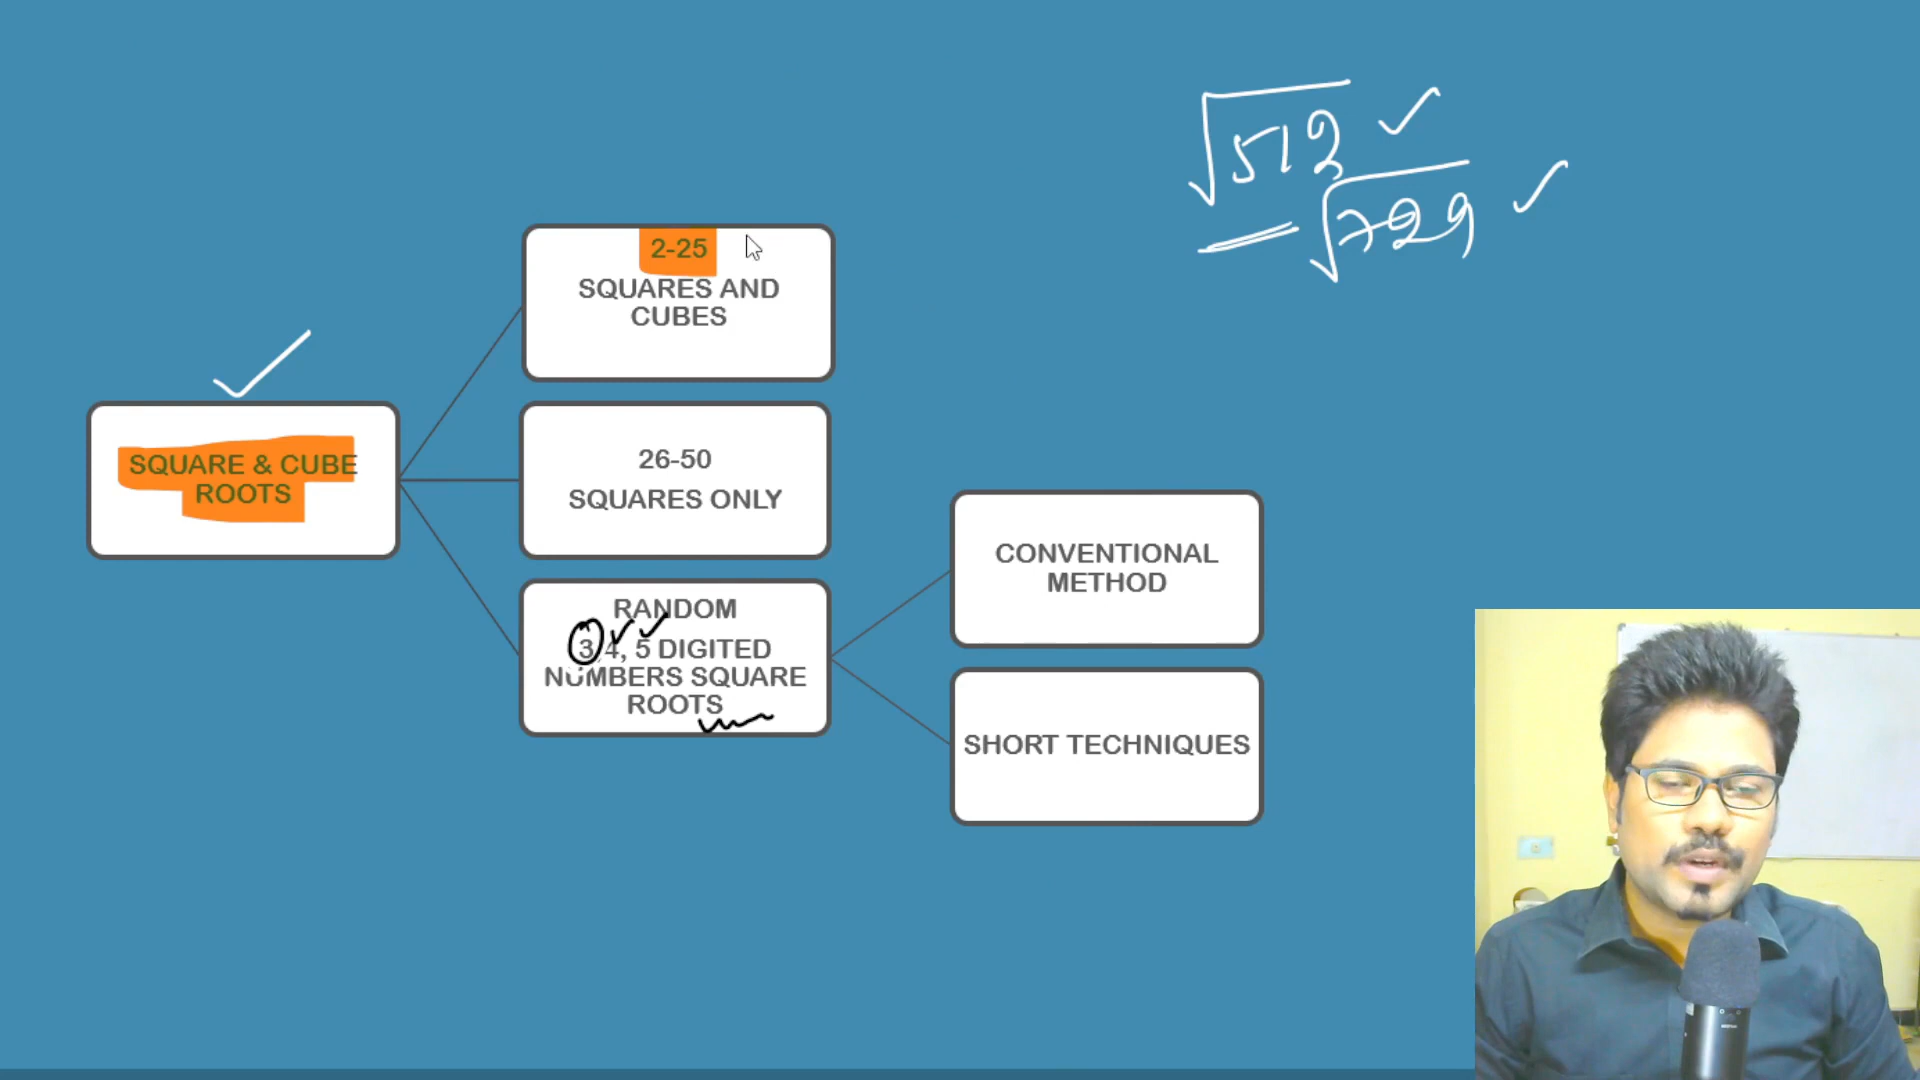 √512 ✓
√729 ✓
2-25
SQUARES AND
CUBES
SQUARE & CUBE
ROOTS
26-50
SQUARES ONLY
RANDOM
3,4, 5 DIGITED
NUMBERS SQUARE
ROOTS
CONVENTIONAL
METHOD
SHORT TECHNIQUES